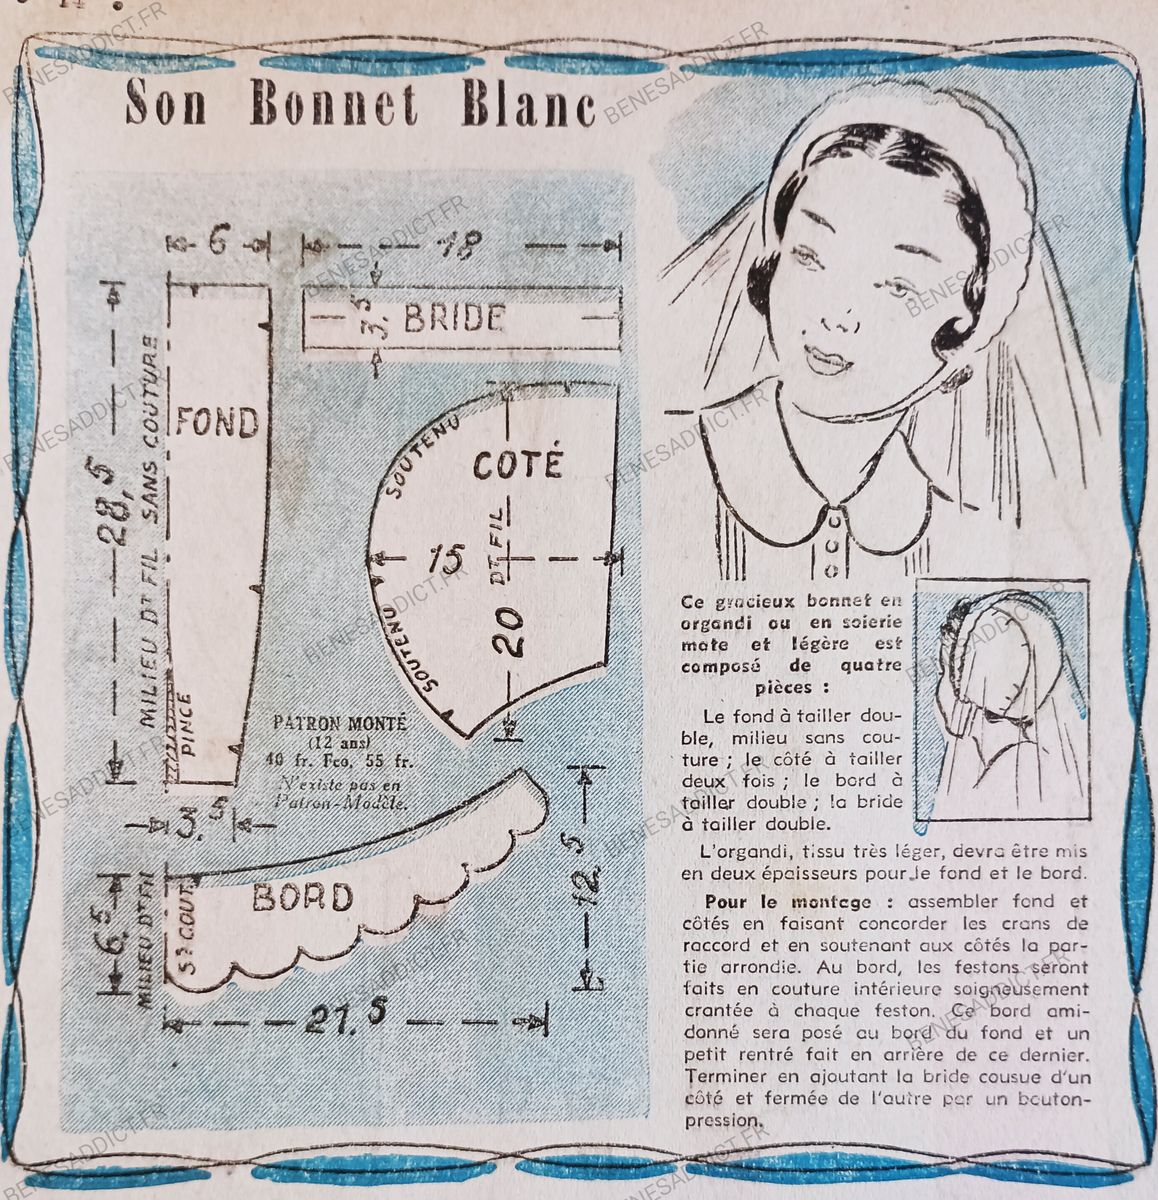 14
Son Bonnet Blanc
6
18
3,5
BRIDE
FOND
28,5
MILIEU DT FIL SANS COUTURE
PINCE
3,5
SOUTENU
COTÉ
15
DT FIL
20
SOUTENU
PATRON MONTÉ
(12 ans)
40 fr. Fco, 55 fr.
N'existe pas en
Patron-Modèle.
BORD
6,5
MILIEU DT FIL
Ss COUT.
12,5
21,5
Ce gracieux bonnet en
organdi ou en soierie
mate et légère est
composé de quatre
pièces :
Le fond à tailler dou-
ble, milieu sans cou-
ture ; le côté à tailler
deux fois ; le bord à
tailler double ; la bride
à tailler double.
L'organdi, tissu très léger, devra être mis
en deux épaisseurs pour le fond et le bord.
Pour le montage : assembler fond et
côtés en faisant concorder les crans de
raccord et en soutenant aux côtés la par-
tie arrondie. Au bord, les festons seront
faits en couture intérieure soigneusement
crantée à chaque feston. Ce bord ami-
donné sera posé au bord du fond et un
petit rentré fait en arrière de ce dernier.
Terminer en ajoutant la bride cousue d'un
côté et fermée de l'autre par un bouton-
pression.
BENESADDICT.FR